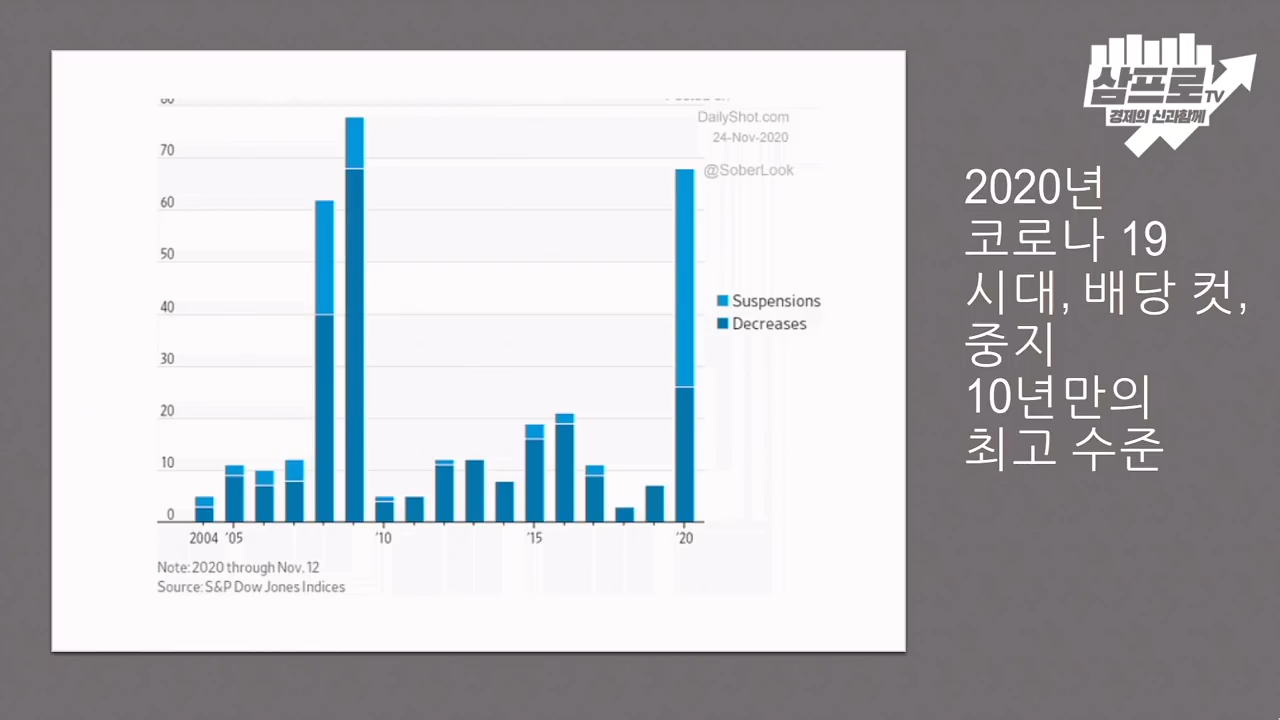 삼프로TV
경제의 신과함께
DailyShot.com
24-Nov-2020
@SoberLook
70
60
50
40
30
20
10
0
Suspensions
Decreases
2004 '05 '10 '15 '20
Note: 2020 through Nov. 12
Source: S&P Dow Jones Indices
2020년
코로나 19
시대, 배당 컷,
중지
10년만의
최고 수준